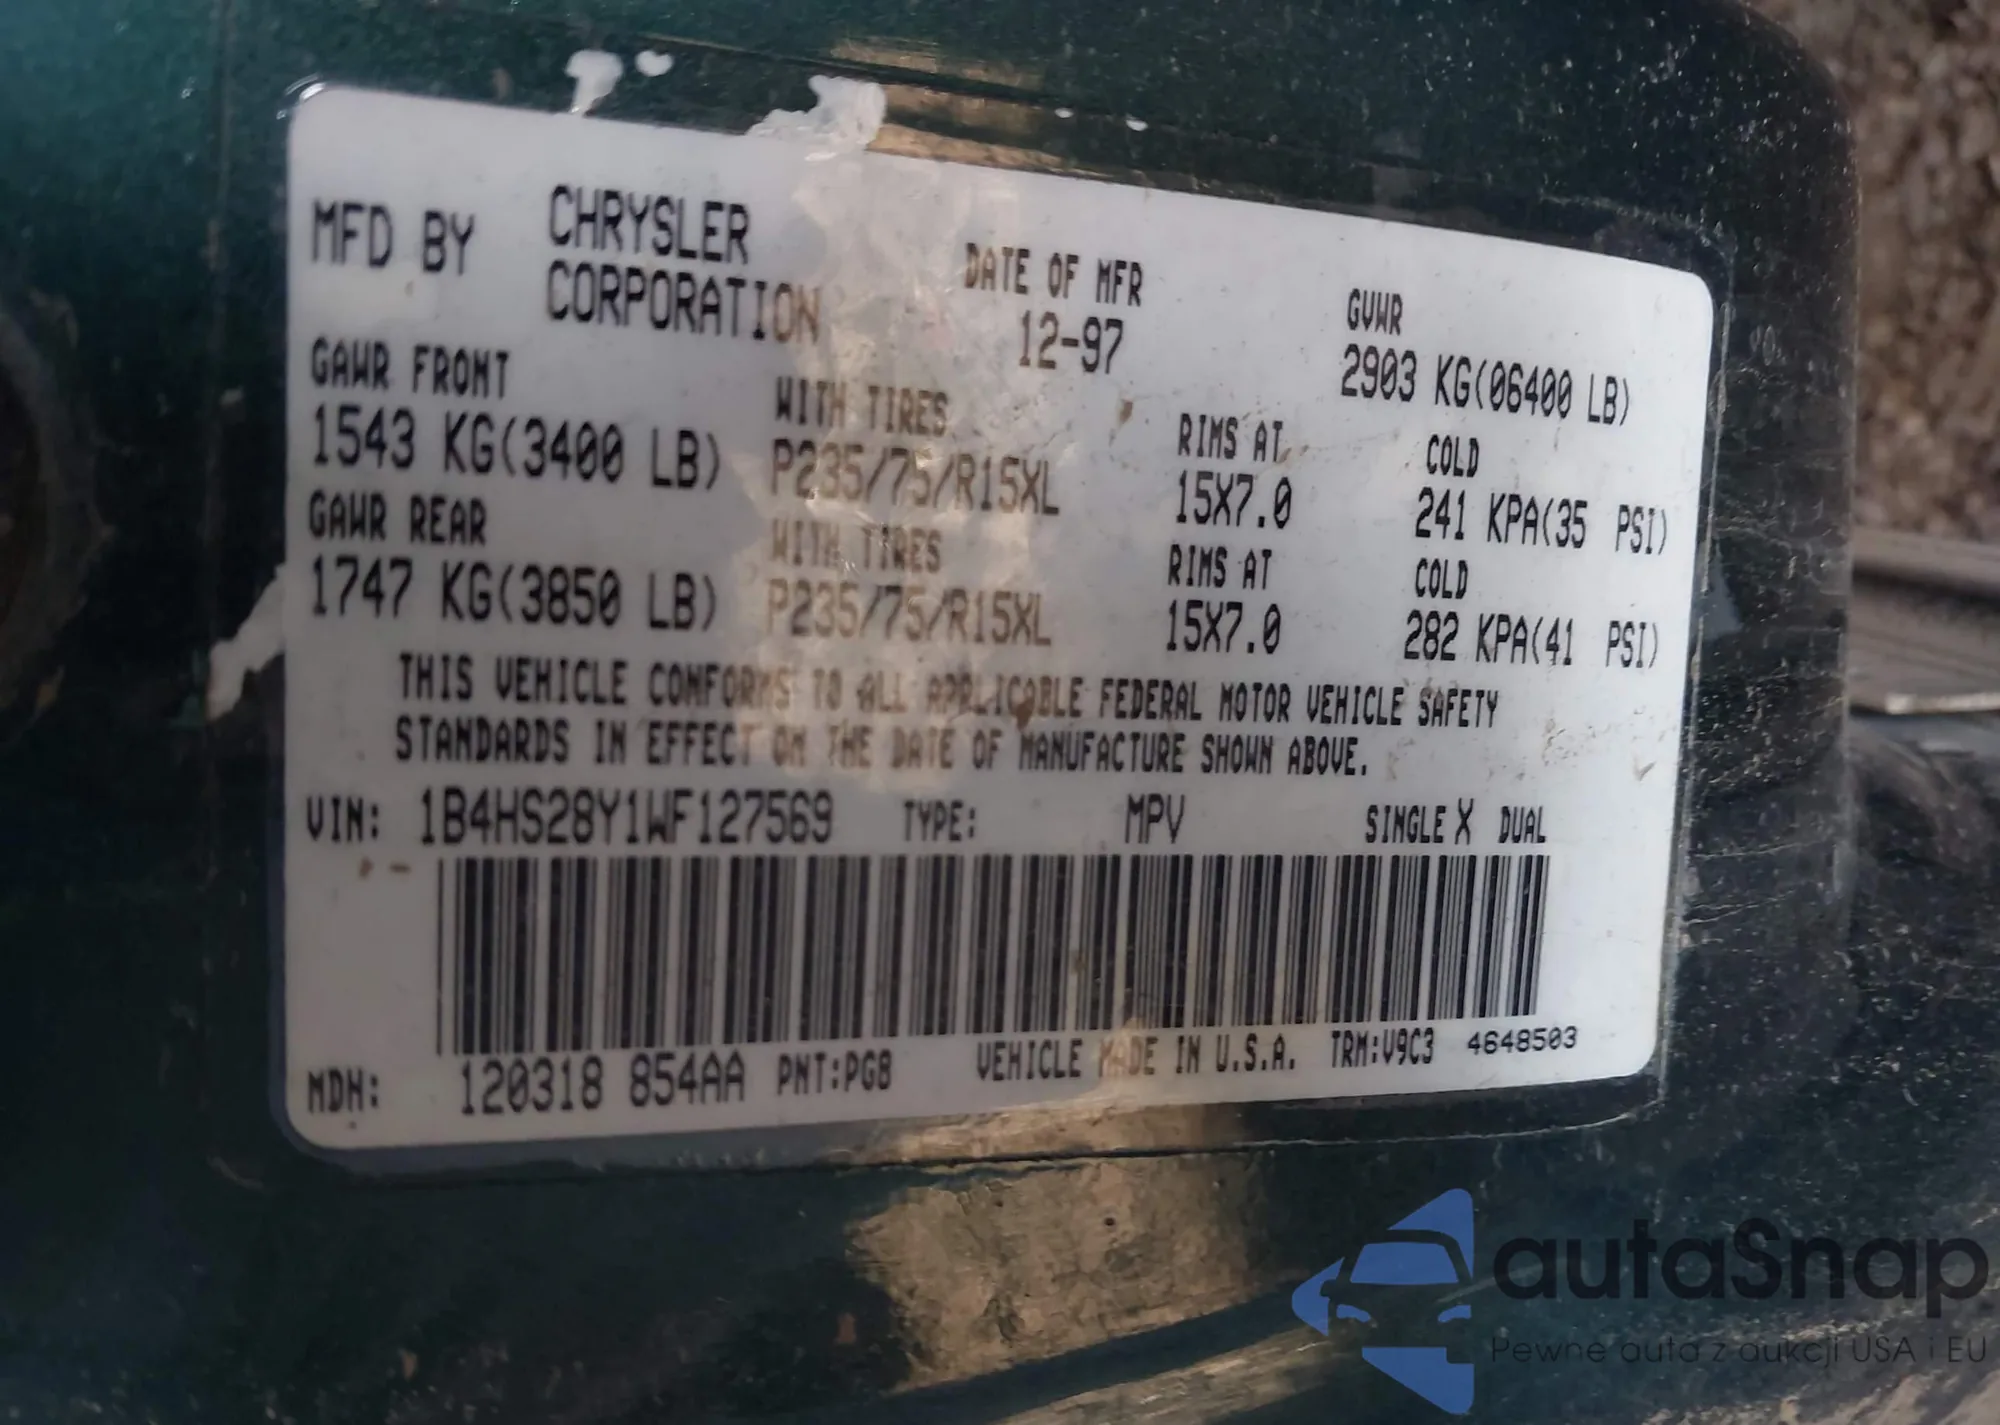 MFD BY CHRYSLER CORPORATION
DATE OF MFR 12-97
GVWR 2903 KG(06400 LB)
GAWR FRONT WITH TIRES RIMS AT COLD
1543 KG(3400 LB) P235/75/R15XL 15X7.0 241 KPA(35 PSI)
GAWR REAR WITH TIRES RIMS AT COLD
1747 KG(3850 LB) P235/75/R15XL 15X7.0 282 KPA(41 PSI)
THIS VEHICLE CONFORMS TO ALL APPLICABLE FEDERAL MOTOR VEHICLE SAFETY
STANDARDS IN EFFECT ON THE DATE OF MANUFACTURE SHOWN ABOVE.
VIN: 1B4HS28Y1WF127569 TYPE: MPV SINGLE X DUAL
MDH: 120318 854AA PNT:PG8 VEHICLE MADE IN U.S.A. TRM:V9C3 4648503
autaSnap
Pewne auta z aukcji USA i EU